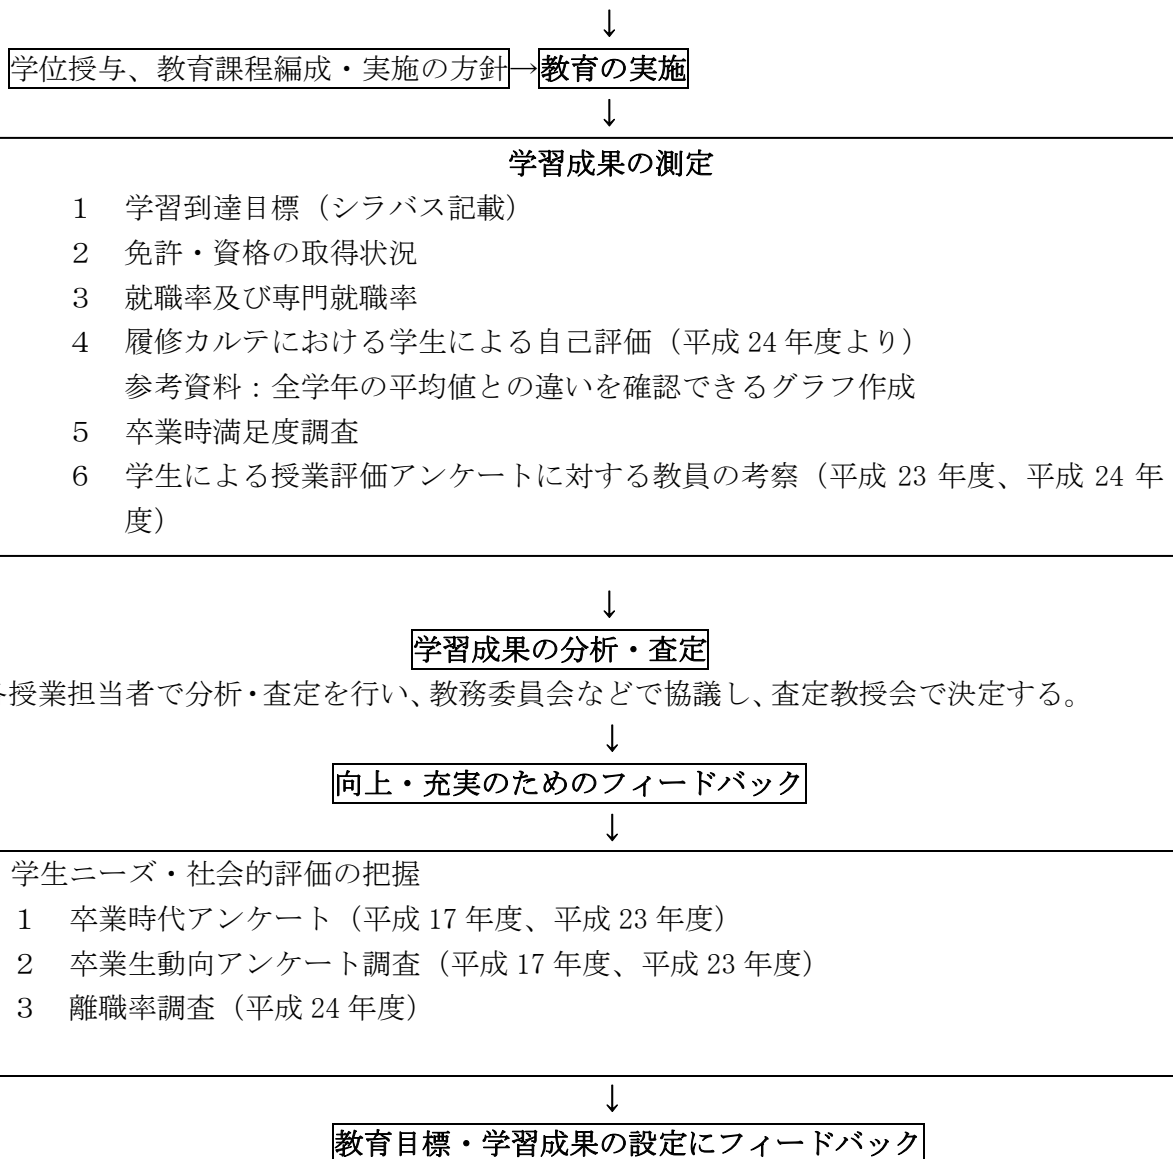 ↓
学位授与、教育課程編成・実施の方針→教育の実施
↓
学習成果の測定
１　学習到達目標（シラバス記載）
２　免許・資格の取得状況
３　就職率及び専門就職率
４　履修カルテにおける学生による自己評価（平成 24 年度より）
参考資料：全学年の平均値との違いを確認できるグラフ作成
５　卒業時満足度調査
６　学生による授業評価アンケートに対する教員の考察（平成 23 年度、平成 24 年
度）
↓
学習成果の分析・査定
授業担当者で分析・査定を行い、教務委員会などで協議し、査定教授会で決定する。
↓
向上・充実のためのフィードバック
↓
学生ニーズ・社会的評価の把握
１　卒業時代アンケート（平成 17 年度、平成 23 年度）
２　卒業生動向アンケート調査（平成 17 年度、平成 23 年度）
３　離職率調査（平成 24 年度）
↓
教育目標・学習成果の設定にフィードバック